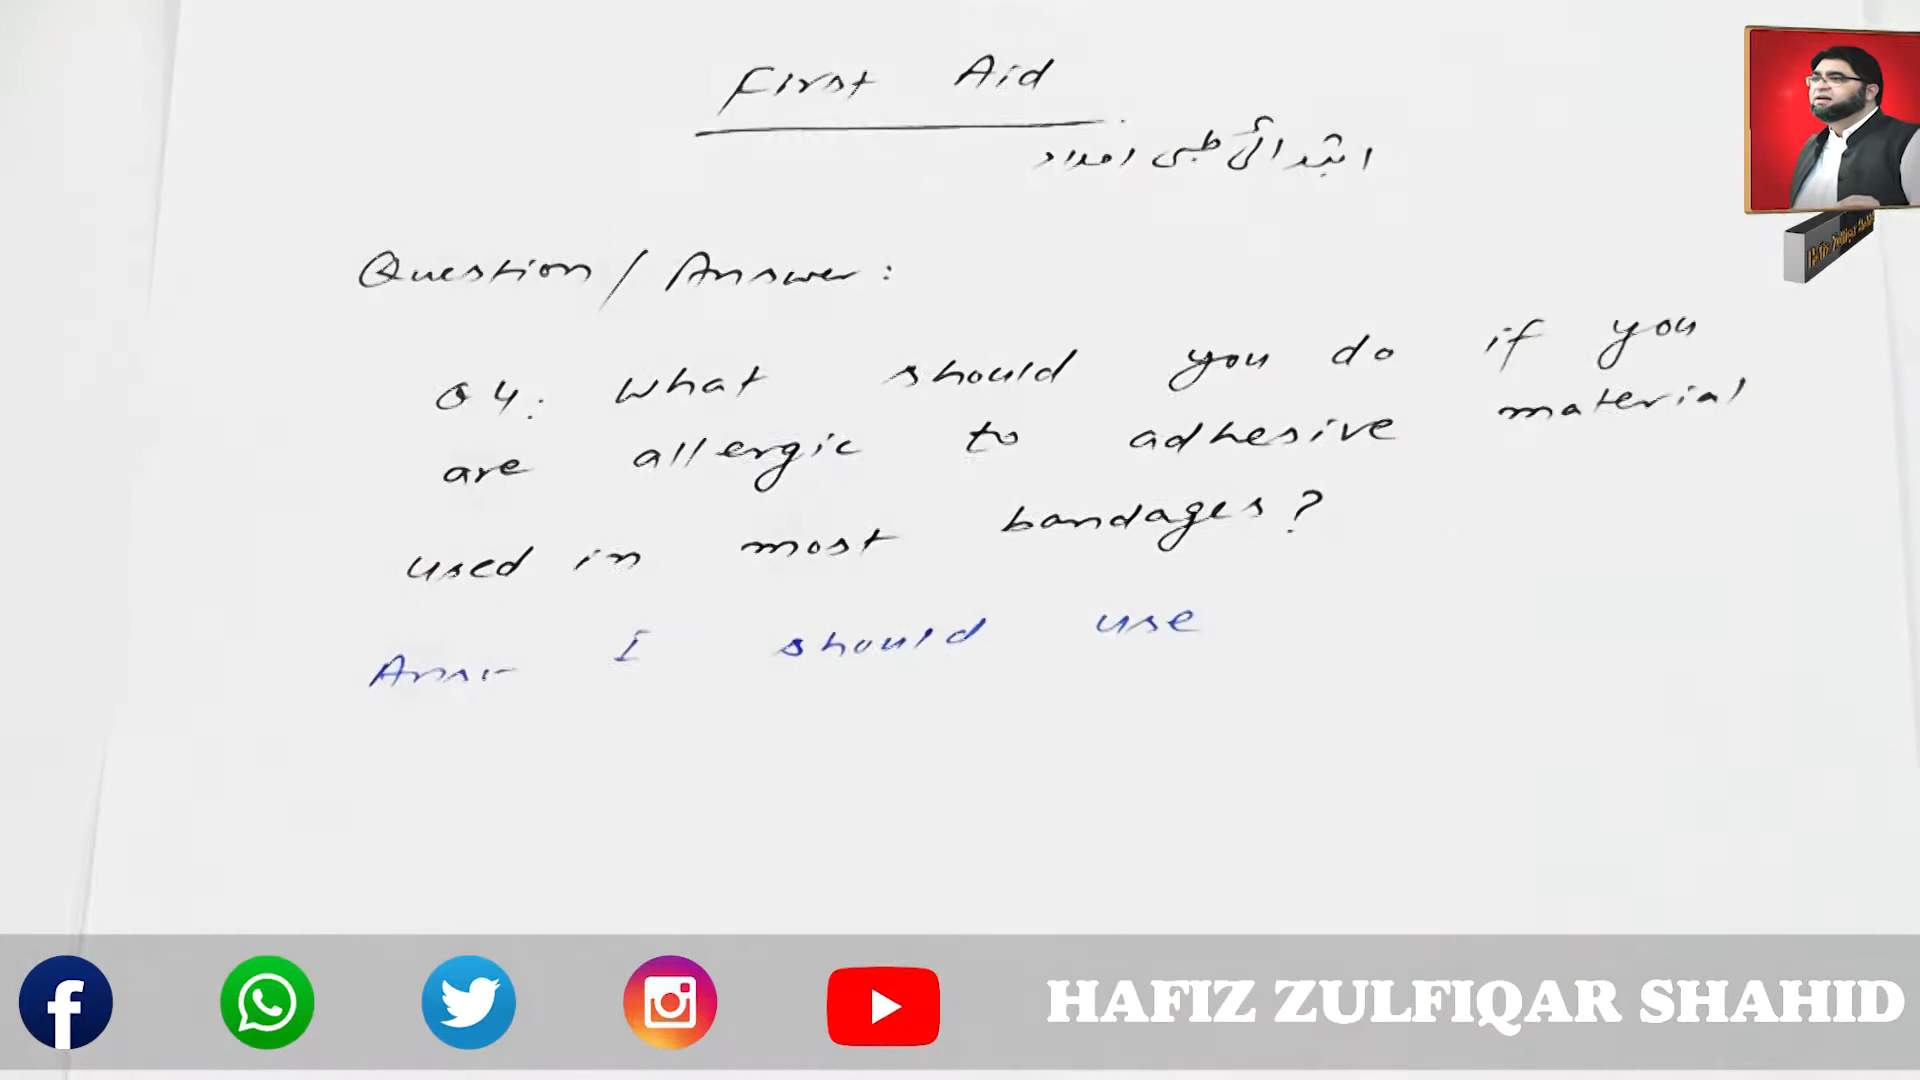 First Aid
ابتدائی طبی امداد
Question/Answer:
Q4: What should you do if you
are allergic to adhesive material
used in most bandages?
Ans:- I should use
HAFIZ ZULFIQAR SHAHID